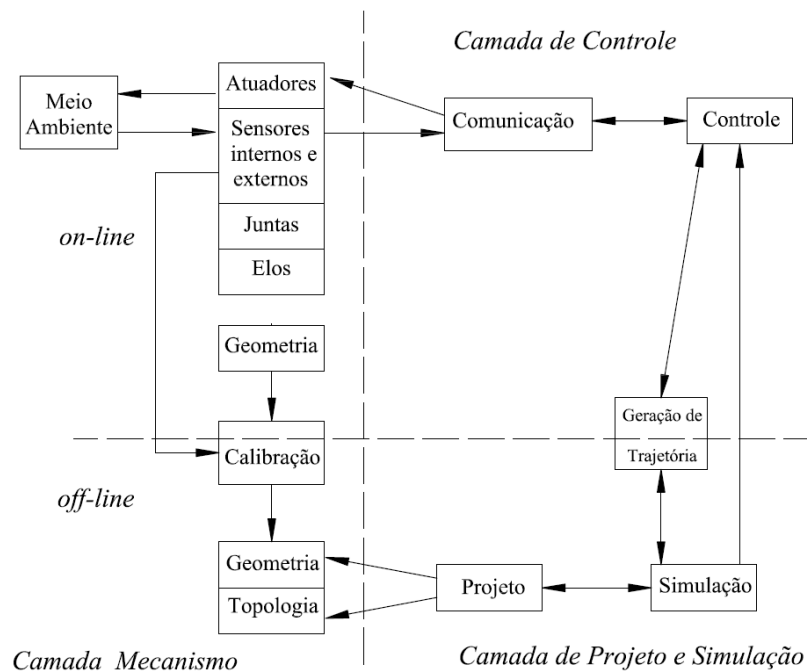 Camada de Controle
Meio
Ambiente
Atuadores
Sensores
internos e
externos
Juntas
Elos
Comunicação
Controle
on-line
Geometria
Calibração
Geração de
Trajetória
off-line
Geometria
Topologia
Projeto
Simulação
Camada Mecanismo
Camada de Projeto e Simulação